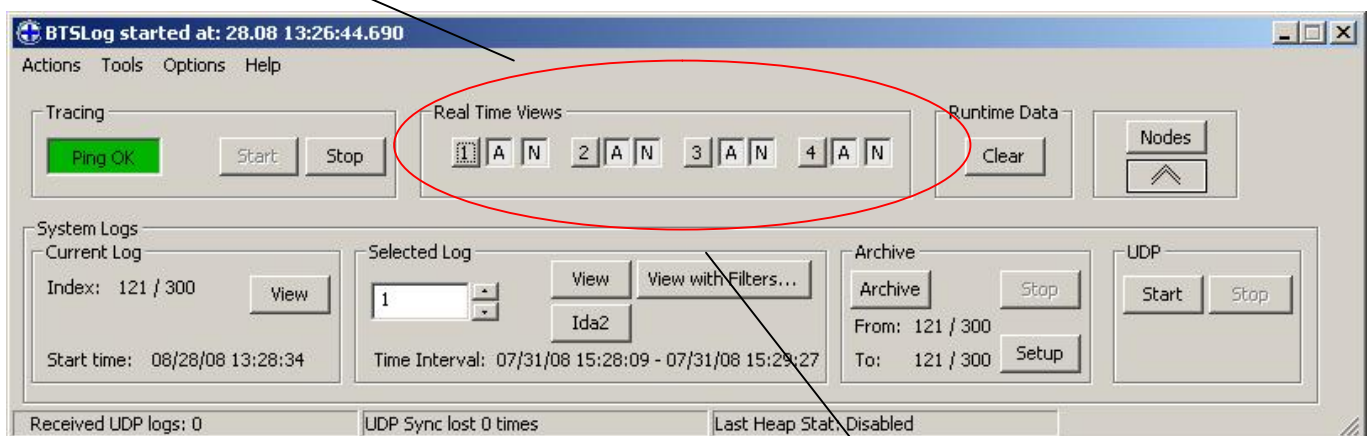 BTSLog started at: 28.08 13:26:44.690
Actions Tools Options Help
Tracing
Ping OK Start Stop
Real Time Views
1 A N 2 A N 3 A N 4 A N
Runtime Data
Clear
Nodes
System Logs
Current Log
Index: 121 / 300 View
Start time: 08/28/08 13:28:34
Selected Log
1 View View with Filters...
Ida2
Time Interval: 07/31/08 15:28:09 - 07/31/08 15:29:27
Archive
Archive Stop
From: 121 / 300
To: 121 / 300 Setup
UDP
Start Stop
Received UDP logs: 0 UDP Sync lost 0 times Last Heap Stat: Disabled